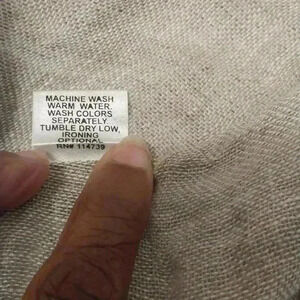 MACHINE WASH
WARM WATER.
WASH COLORS
SEPARATELY.
TUMBLE DRY LOW,
IRONING
OPTIONAL
RN# 114739